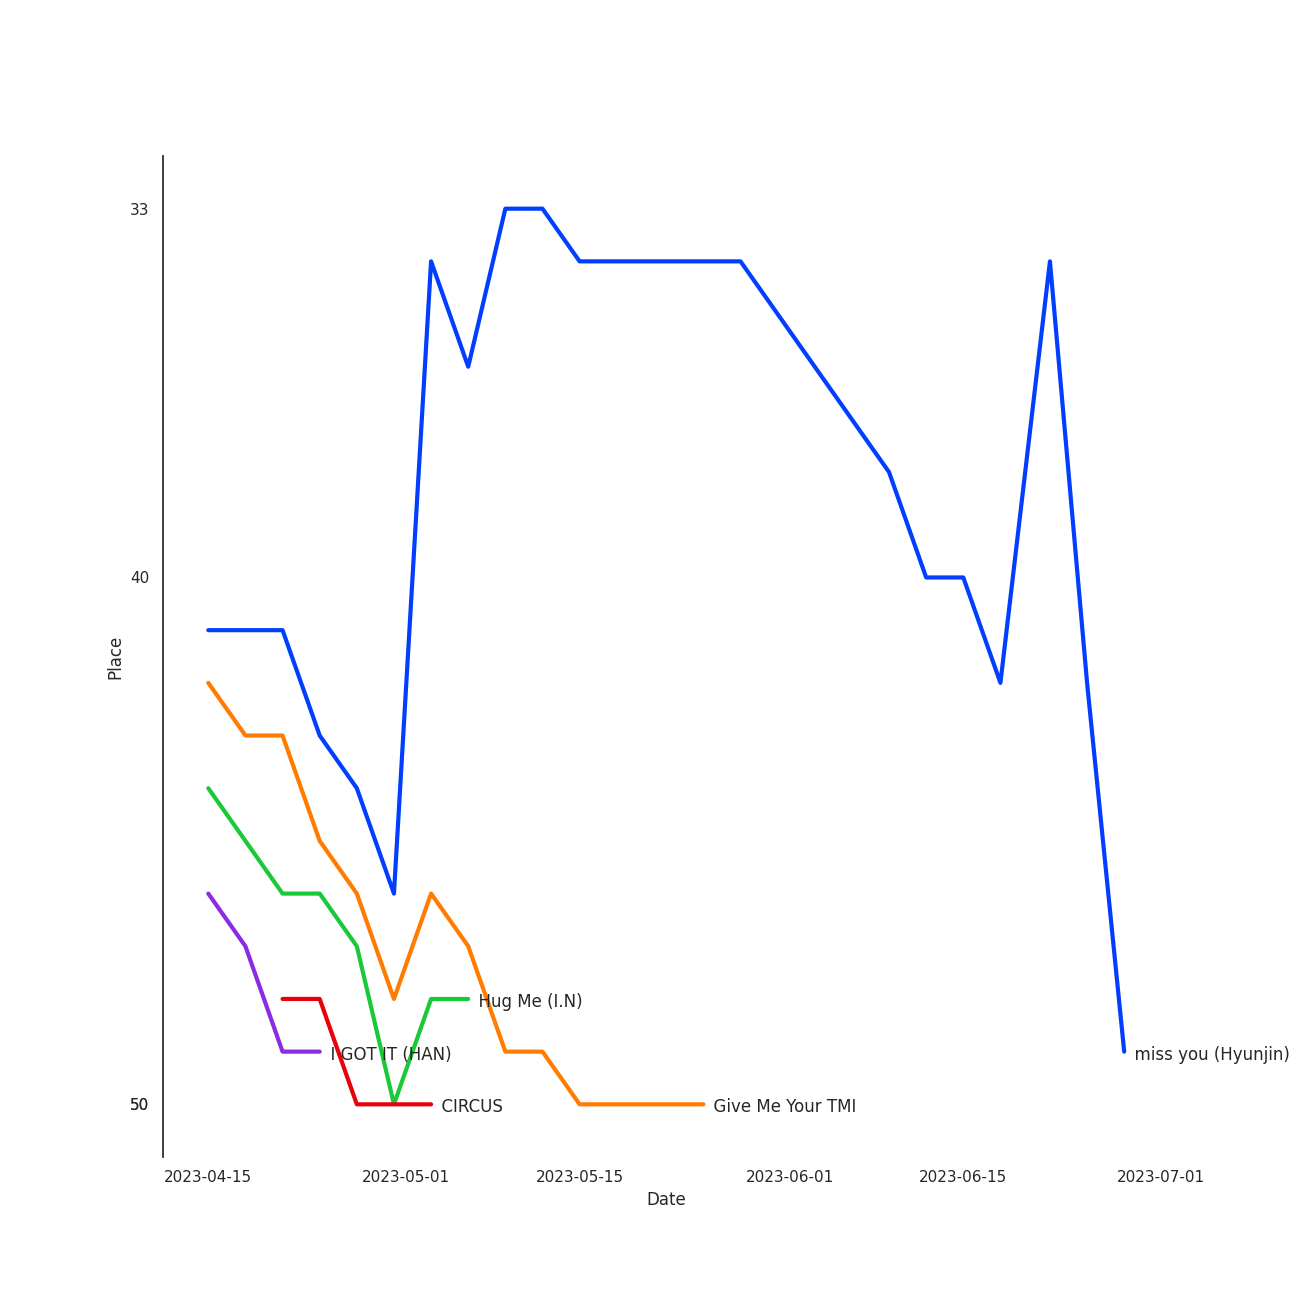 33
40
Place
Hug Me (I.N)
I GOT IT (HAN)
miss you (Hyunjin)
50
CIRCUS
Give Me Your TMI
2023-04-15
2023-05-01
2023-05-15
2023-06-01
2023-06-15
2023-07-01
Date